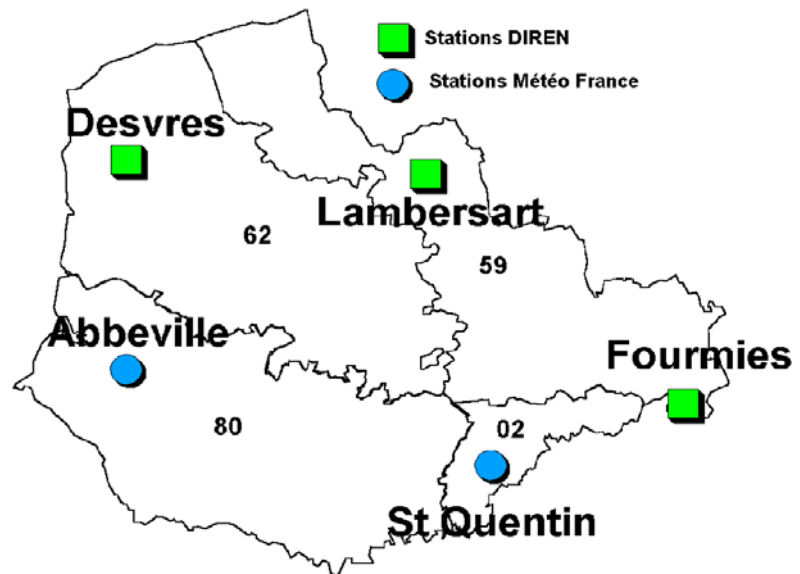 Stations DIREN
Stations Météo France
Desvres
Lambersart
62
59
Abbeville
Fourmies
80
02
St Quentin